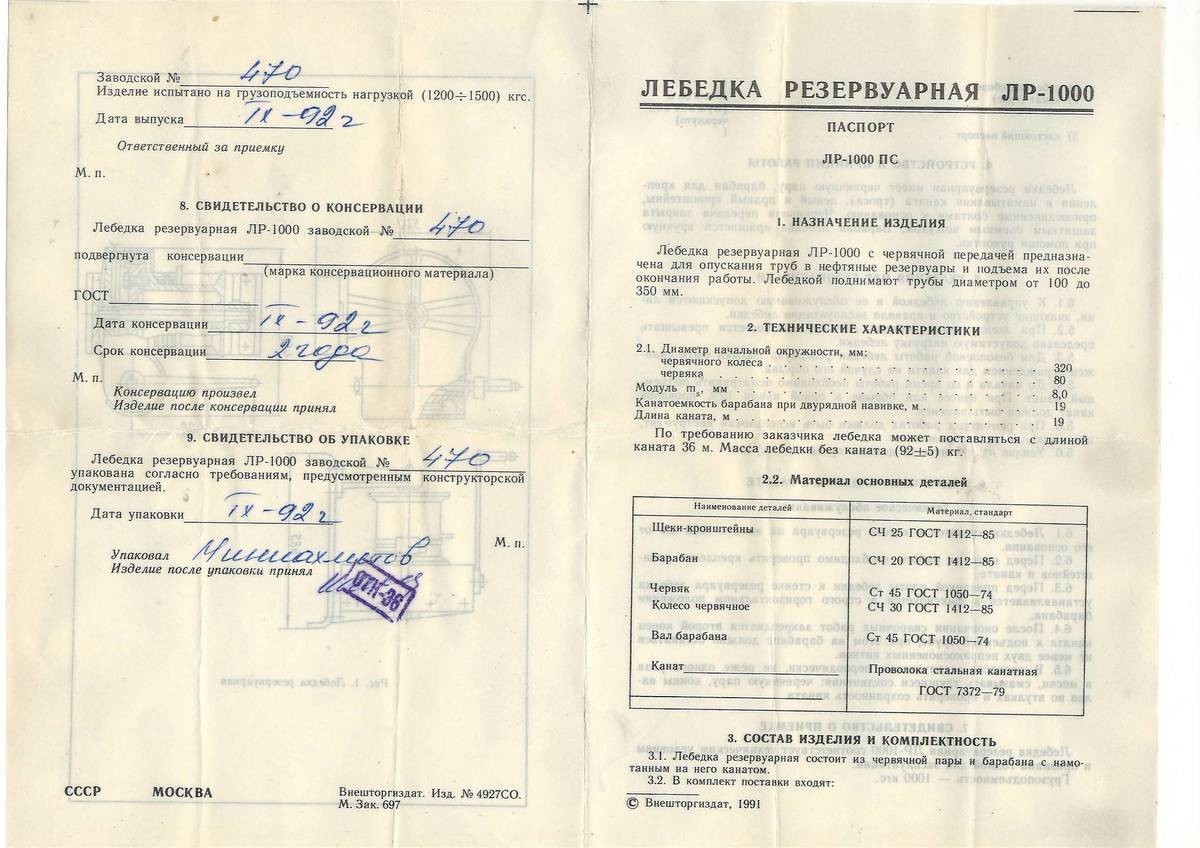 Заводской № 470
Изделие испытано на грузоподъемность нагрузкой (1200÷1500) кгс.
Дата выпуска IX-92 г
Ответственный за приемку
М. п.
8. СВИДЕТЕЛЬСТВО О КОНСЕРВАЦИИ
Лебедка резервуарная ЛР-1000 заводской № 470
подвергнута консервации
(марка консервационного материала)
ГОСТ
Дата консервации IX-92 г
Срок консервации 2 года
М. п.
Консервацию произвел
Изделие после консервации принял
9. СВИДЕТЕЛЬСТВО ОБ УПАКОВКЕ
Лебедка резервуарная ЛР-1000 заводской № 470
упакована согласно требованиям, предусмотренным конструкторской
документацией.
Дата упаковки IX-92 г
М. п.
Упаковал
Изделие после упаковки принял
ОТК-36
СССР МОСКВА
Внешторгиздат. Изд. № 4927СО.
М. Зак. 697
ЛЕБЕДКА РЕЗЕРВУАРНАЯ ЛР-1000
ПАСПОРТ
ЛР-1000 ПС
1. НАЗНАЧЕНИЕ ИЗДЕЛИЯ
Лебедка резервуарная ЛР-1000 с червячной передачей предназна-
чена для опускания труб в нефтяные резервуары и подъема их после
окончания работы. Лебедкой поднимают трубы диаметром от 100 до
350 мм.
2. ТЕХНИЧЕСКИЕ ХАРАКТЕРИСТИКИ
2.1. Диаметр начальной окружности, мм:
червячного колеса . . . 320
червяка . . . 80
Модуль ms, мм . . . 8,0
Канатоемкость барабана при двурядной навивке, м . . . 19
Длина каната, м . . . 19
По требованию заказчика лебедка может поставляться с длиной
каната 36 м. Масса лебедки без каната (92±5) кг.
2.2. Материал основных деталей
Наименование деталей Материал, стандарт
Щеки-кронштейны СЧ 25 ГОСТ 1412—85
Барабан СЧ 20 ГОСТ 1412—85
Червяк Ст 45 ГОСТ 1050—74
Колесо червячное СЧ 30 ГОСТ 1412—85
Вал барабана Ст 45 ГОСТ 1050—74
Канат Проволока стальная канатная
ГОСТ 7372—79
3. СОСТАВ ИЗДЕЛИЯ И КОМПЛЕКТНОСТЬ
3.1. Лебедка резервуарная состоит из червячной пары и барабана с намо-
танным на него канатом.
3.2. В комплект поставки входят:
© Внешторгиздат, 1991